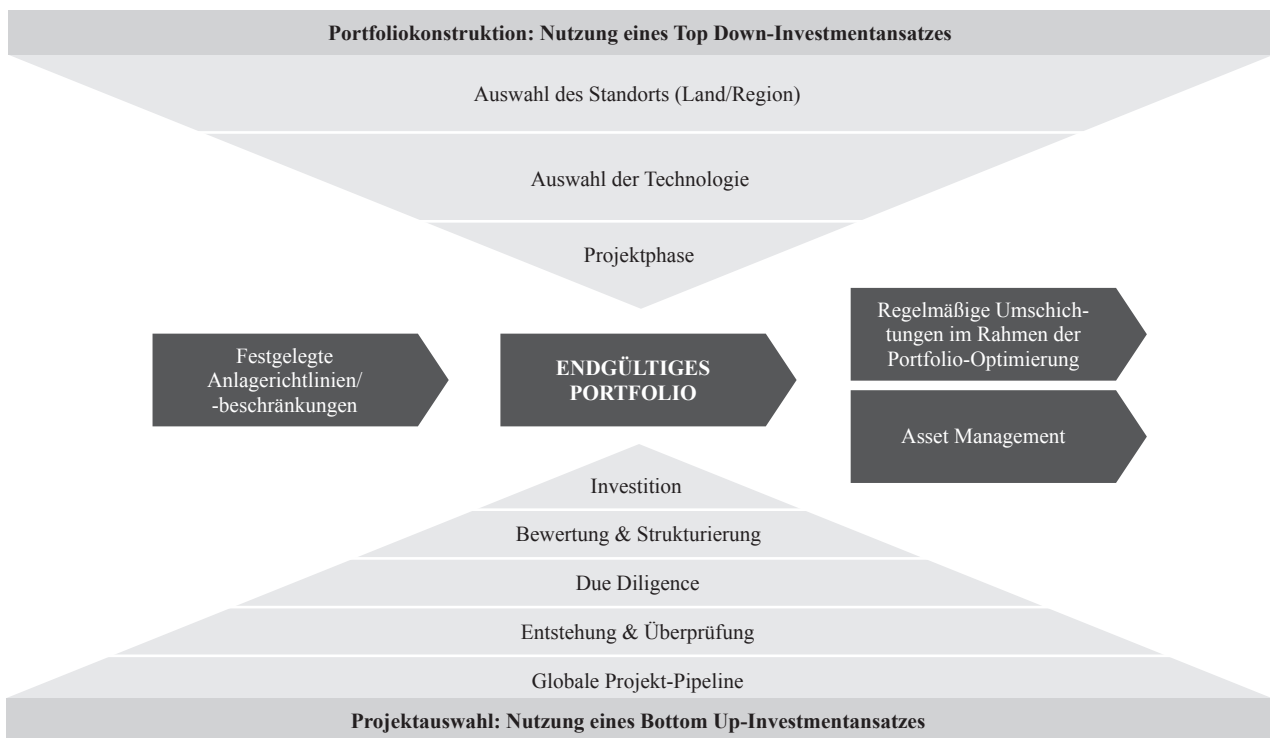 Portfoliokonstruktion: Nutzung eines Top Down-Investmentansatzes
Auswahl des Standorts (Land/Region)
Auswahl der Technologie
Projektphase
Festgelegte
Anlagerichtlinien/
-beschränkungen
ENDGÜLTIGES
PORTFOLIO
Regelmäßige Umschich-
tungen im Rahmen der
Portfolio-Optimierung
Asset Management
Investition
Bewertung & Strukturierung
Due Diligence
Entstehung & Überprüfung
Globale Projekt-Pipeline
Projektauswahl: Nutzung eines Bottom Up-Investmentansatzes